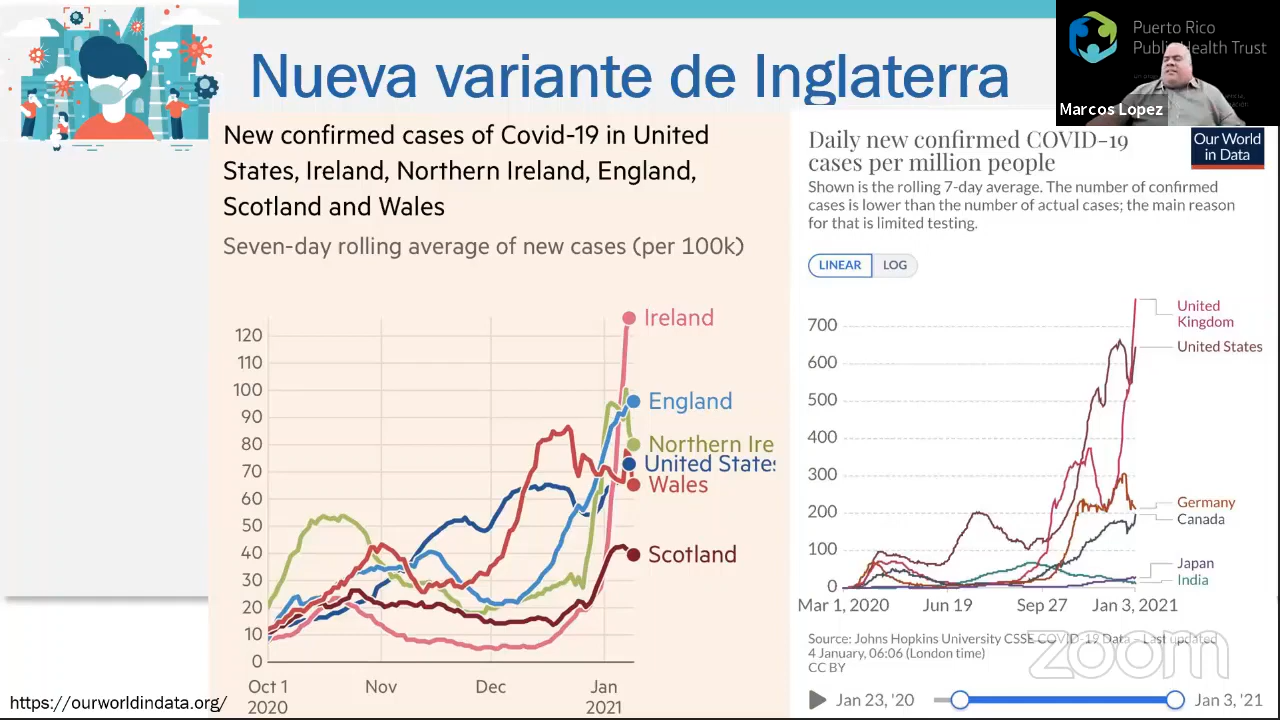 Nueva variante de Inglaterra
Puerto Rico
Public Health Trust
Marcos Lopez
New confirmed cases of Covid-19 in United
States, Ireland, Northern Ireland, England,
Scotland and Wales
Seven-day rolling average of new cases (per 100k)
120
110
100
90
80
70
60
50
40
30
20
10
0
Ireland
England
Northern Ire
United States
Wales
Scotland
Oct 1
2020
Nov
Dec
Jan
2021
Daily new confirmed COVID-19
cases per million people
Our World
in Data
Shown is the rolling 7-day average. The number of confirmed
cases is lower than the number of actual cases; the main reason
for that is limited testing.
LINEAR
LOG
700
600
500
400
300
200
100
0
United
Kingdom
United States
Germany
Canada
Japan
India
Mar 1, 2020
Jun 19
Sep 27
Jan 3, 2021
Source: Johns Hopkins University CSSE COVID-19 Data – Last updated
4 January, 06:06 (London time)
CC BY
zoom
Jan 23, '20
Jan 3, '21
https://ourworldindata.org/